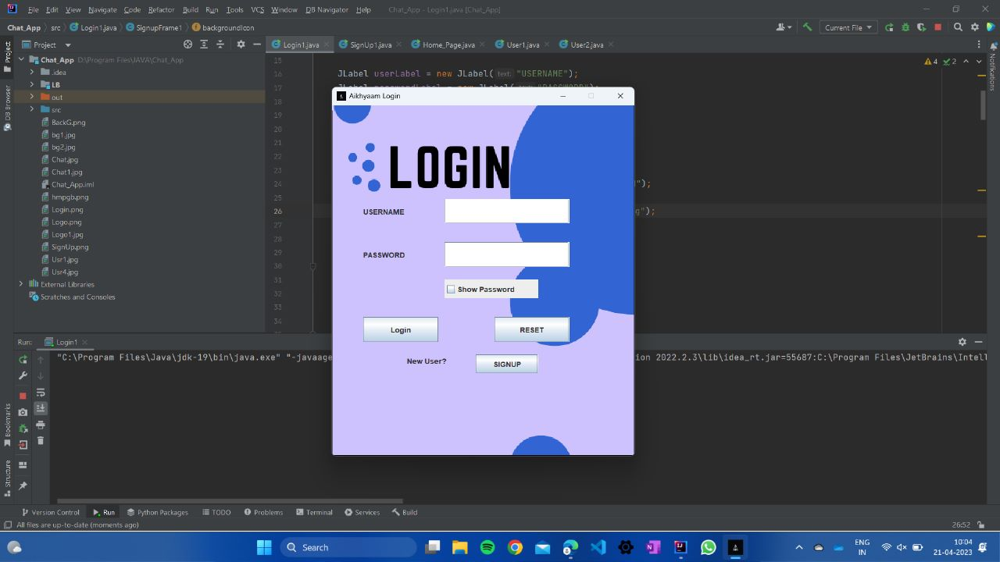 File Edit View Navigate Code Refactor Build Run Tools VCS Window DB Navigator Help Chat_App - Login1.java [Chat_App]
Chat_App src Login1.java SignupFrame1 backgroundIcon Current File
Project Login1.java SignUp1.java Home_Page.java User1.java User2.java
Project
DB Browser
Notifications
Chat_App D:\Program Files\JAVA\Chat_App
.idea
LB
out
src
BackG.png
bg1.jpg
bg2.jpg
Chat.jpg
Chat1.jpg
Chat_App.iml
hmpgb.png
Login.png
Logo.png
Logo1.jpg
SignUp.png
Usr1.jpg
Usr4.jpg
External Libraries
Scratches and Consoles
15
16 JLabel userLabel = new JLabel( text: "USERNAME");
17
18
19
20
21
22
23
24 ");
25
26 g");
27
28
29
30
31
32
33
34
4 2
Aikhyaam Login
LOGIN
USERNAME
PASSWORD
Show Password
Login RESET
New User? SIGNUP
Run: Login1
"C:\Program Files\Java\jdk-19\bin\java.exe" "-javaage
ion 2022.2.3\lib\idea_rt.jar=55687:C:\Program Files\JetBrains\Intell
Bookmarks
Structure
Version Control Run Python Packages TODO Problems Terminal Services Build
All files are up-to-date (moments ago) 26:52
Search
ENG
IN
10:04
21-04-2023